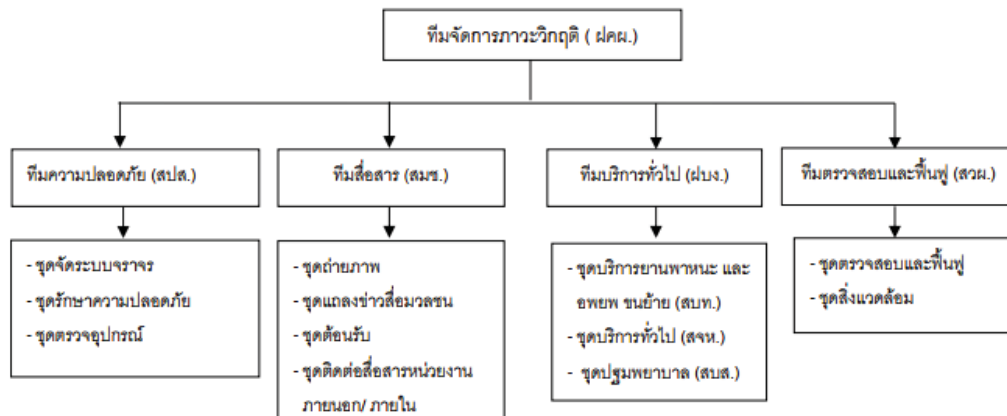 ทีมจัดการภาวะวิกฤติ ( ฝคผ.)
ทีมความปลอดภัย (สปส.)
ทีมสื่อสาร (สมช.)
ทีมบริการทั่วไป (ฝบง.)
ทีมตรวจสอบและฟื้นฟู (สวผ.)
- ชุดจัดระบบจราจร
- ชุดรักษาความปลอดภัย
- ชุดตรวจอุปกรณ์
- ชุดถ่ายภาพ
- ชุดแถลงข่าวสื่อมวลชน
- ชุดต้อนรับ
- ชุดติดต่อสื่อสารหน่วยงาน
ภายนอก/ ภายใน
- ชุดบริการยานพาหนะ และ
อพยพ ขนย้าย (สบท.)
- ชุดบริการทั่วไป (สจห.)
- ชุดปฐมพยาบาล (สบส.)
- ชุดตรวจสอบและฟื้นฟู
- ชุดสิ่งแวดล้อม